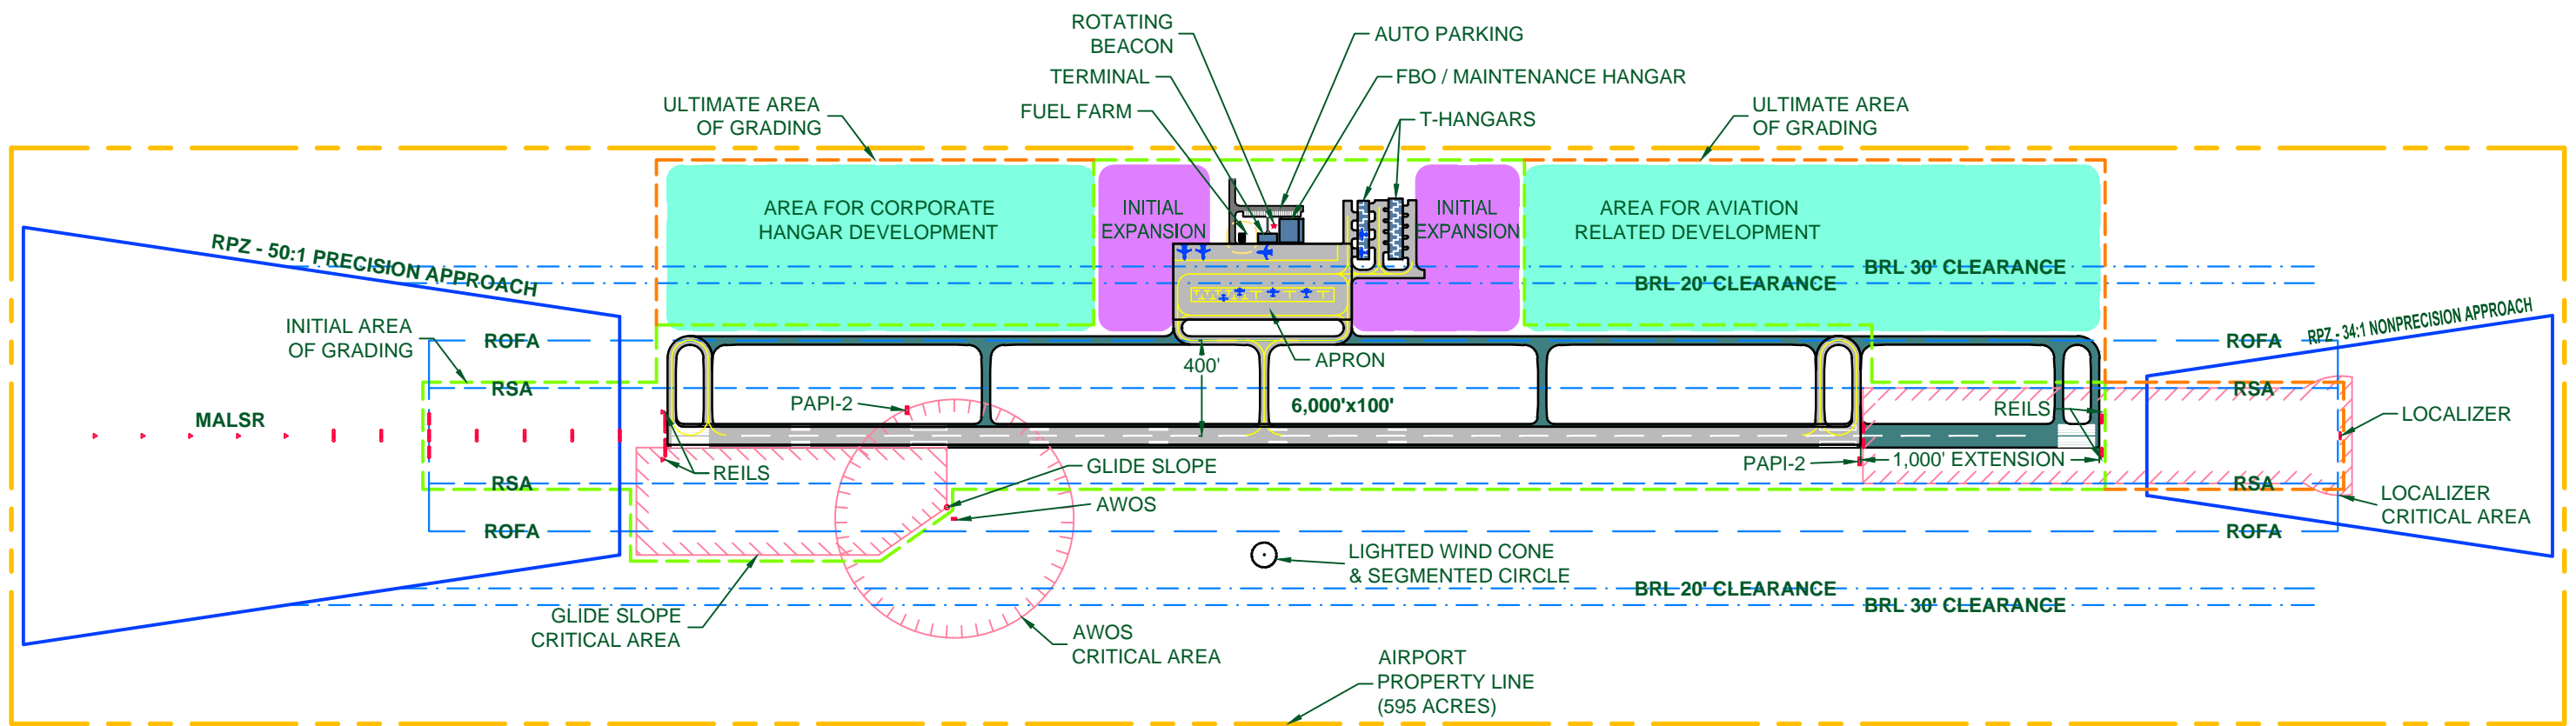 ROTATING
BEACON
AUTO PARKING
TERMINAL
FBO / MAINTENANCE HANGAR
ULTIMATE AREA
OF GRADING
FUEL FARM
T-HANGARS
ULTIMATE AREA
OF GRADING
AREA FOR CORPORATE
HANGAR DEVELOPMENT
INITIAL
EXPANSION
INITIAL
EXPANSION
AREA FOR AVIATION
RELATED DEVELOPMENT
RPZ - 50:1 PRECISION APPROACH
BRL 30' CLEARANCE
BRL 20' CLEARANCE
RPZ - 34:1 NONPRECISION APPROACH
INITIAL AREA
OF GRADING
ROFA
ROFA
400'
APRON
RSA
RSA
PAPI-2
6,000'x100'
REILS
LOCALIZER
MALSR
REILS
GLIDE SLOPE
PAPI-2
1,000' EXTENSION
RSA
RSA
AWOS
LOCALIZER
CRITICAL AREA
ROFA
ROFA
LIGHTED WIND CONE
& SEGMENTED CIRCLE
BRL 20' CLEARANCE
BRL 30' CLEARANCE
GLIDE SLOPE
CRITICAL AREA
AWOS
CRITICAL AREA
AIRPORT
PROPERTY LINE
(595 ACRES)